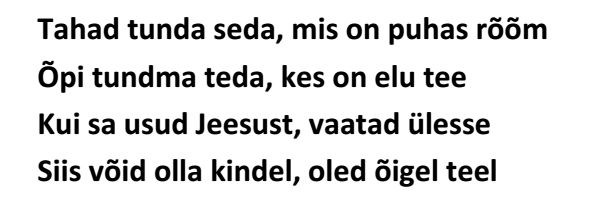 Tahad tunda seda, mis on puhas rõõm
Õpi tundma teda, kes on elu tee
Kui sa usud Jeesust, vaatad ülesse
Siis võid olla kindel, oled õigel teel